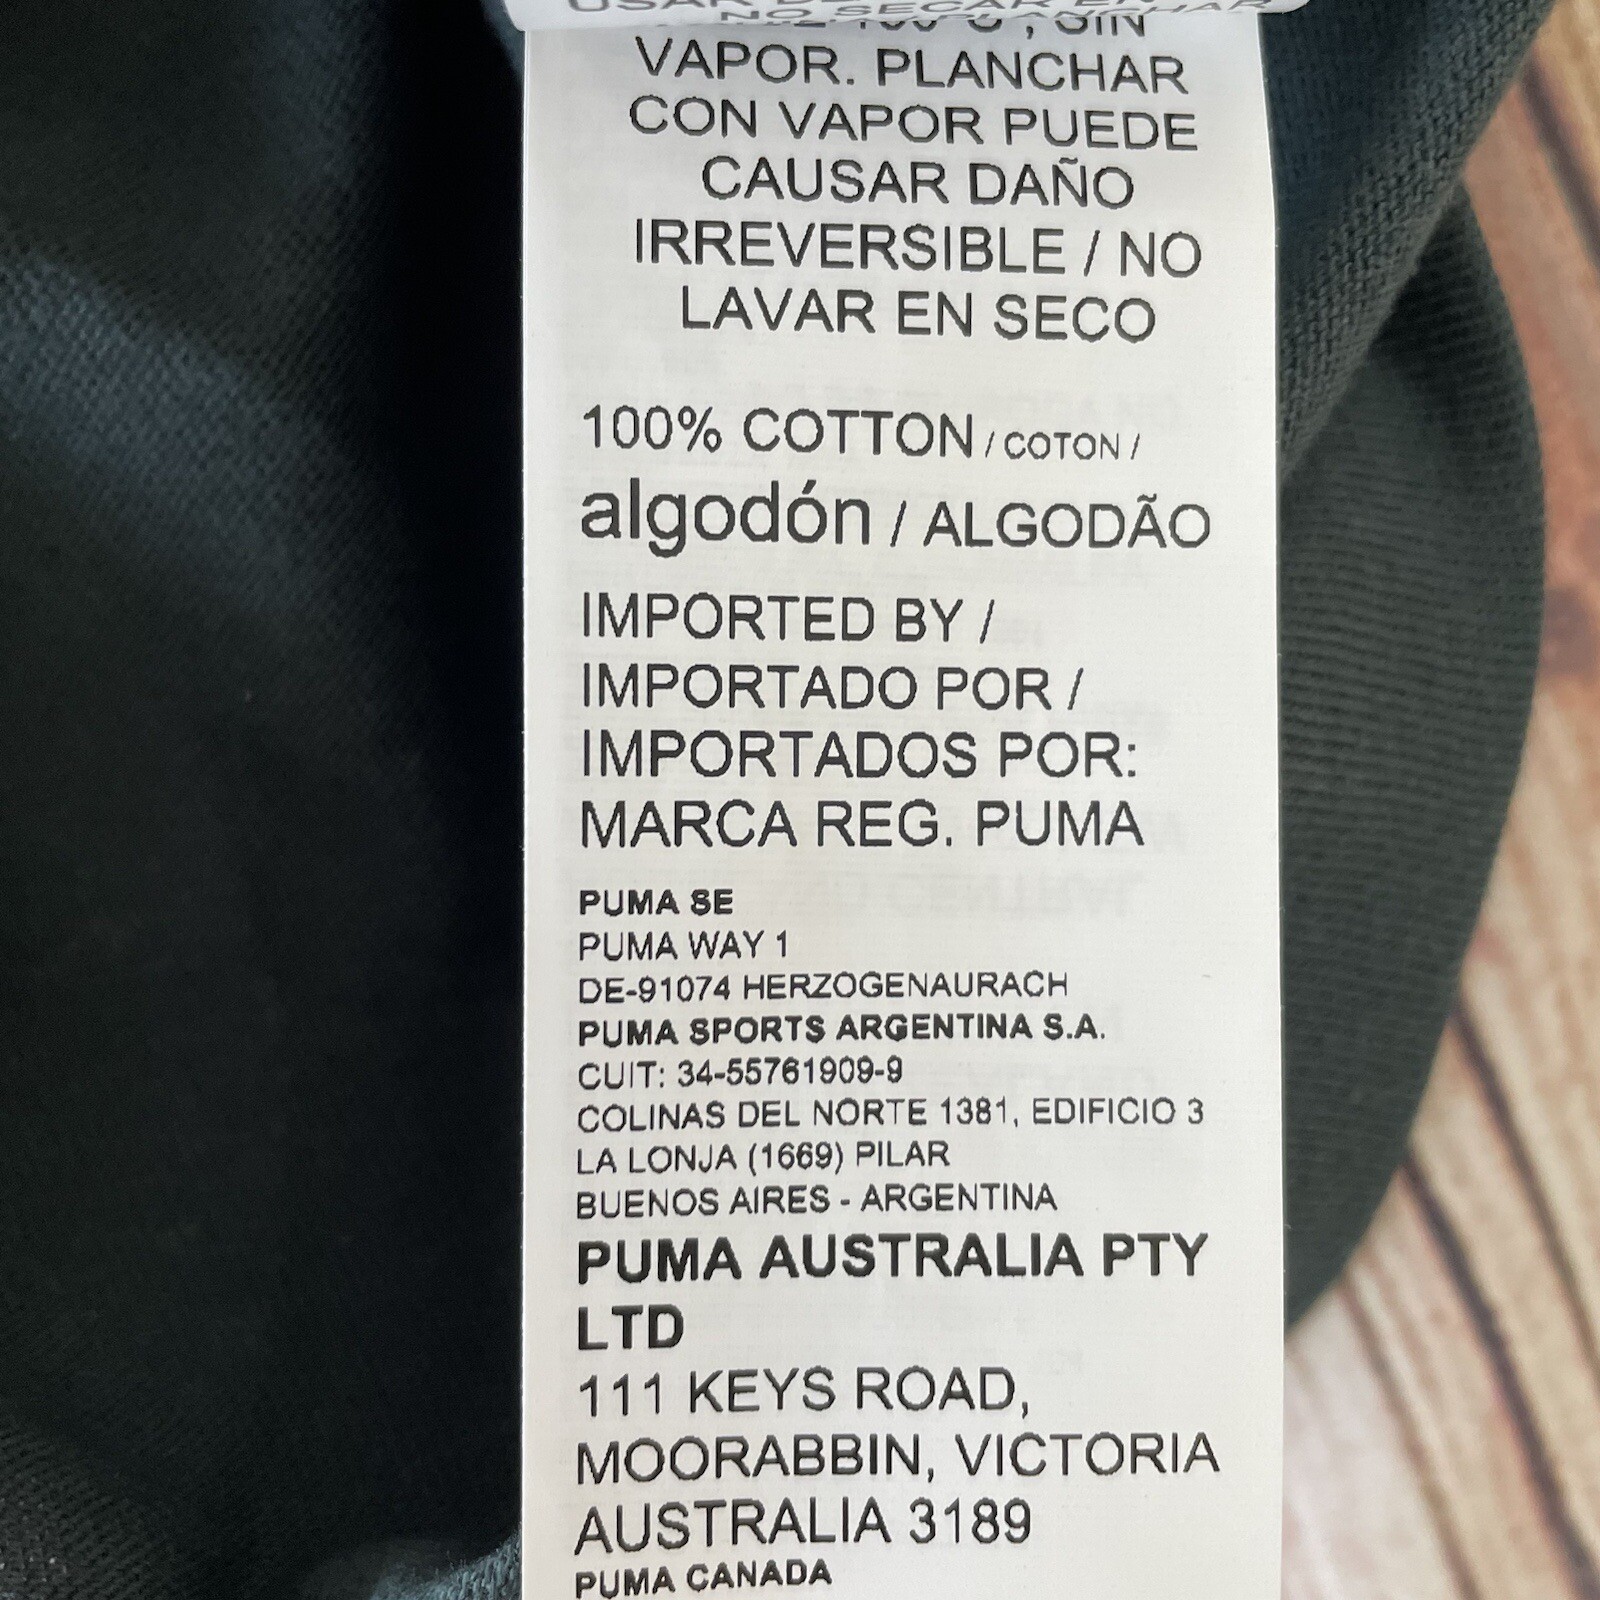 NO SECAR
VAPOR. PLANCHAR
CON VAPOR PUEDE
CAUSAR DAÑO
IRREVERSIBLE / NO
LAVAR EN SECO
100% COTTON / COTON /
algodón / ALGODÃO
IMPORTED BY /
IMPORTADO POR /
IMPORTADOS POR:
MARCA REG. PUMA
PUMA SE
PUMA WAY 1
DE-91074 HERZOGENAURACH
PUMA SPORTS ARGENTINA S.A.
CUIT: 34-55761909-9
COLINAS DEL NORTE 1381, EDIFICIO 3
LA LONJA (1669) PILAR
BUENOS AIRES - ARGENTINA
PUMA AUSTRALIA PTY
LTD
111 KEYS ROAD,
MOORABBIN, VICTORIA
AUSTRALIA 3189
PUMA CANADA